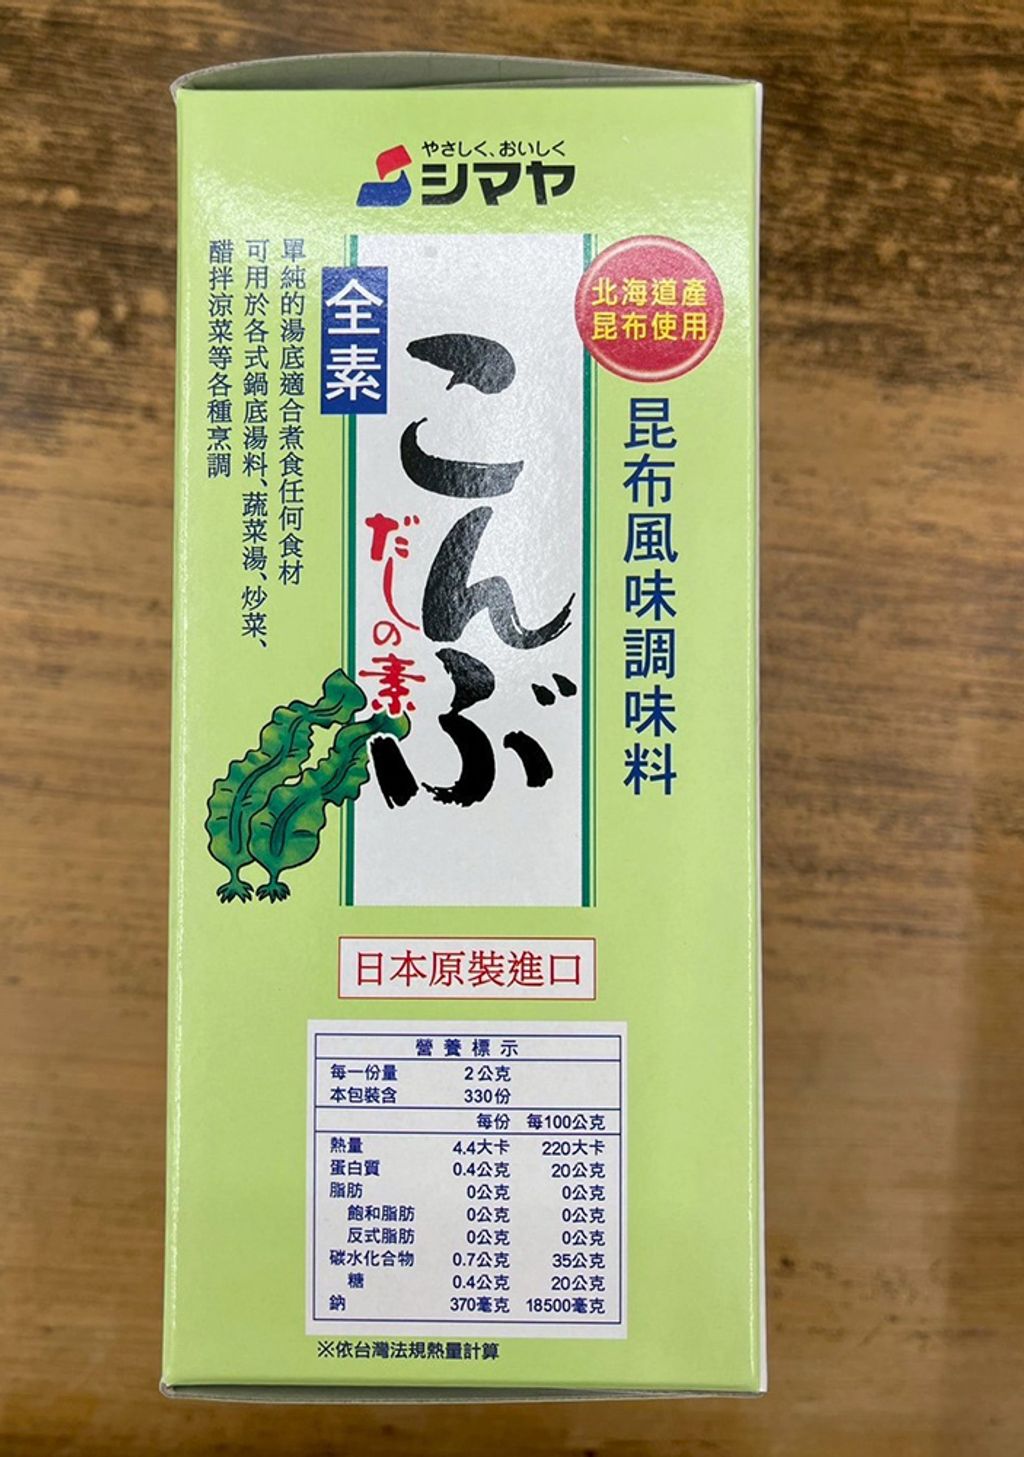 やさしく、おいしく
シマヤ
北海道產
昆布使用
昆布風味調味料
こんぶ
だしの素
全素
單純的湯底適合煮食任何食材
可用於各式鍋底湯料、蔬菜湯、炒菜、
醋拌涼菜等各種烹調
日本原裝進口
營養標示
每一份量 2公克
本包裝含 330份
每份 每100公克
熱量 4.4大卡 220大卡
蛋白質 0.4公克 20公克
脂肪 0公克 0公克
飽和脂肪 0公克 0公克
反式脂肪 0公克 0公克
碳水化合物 0.7公克 35公克
糖 0.4公克 20公克
鈉 370毫克 18500毫克
※依台灣法規熱量計算